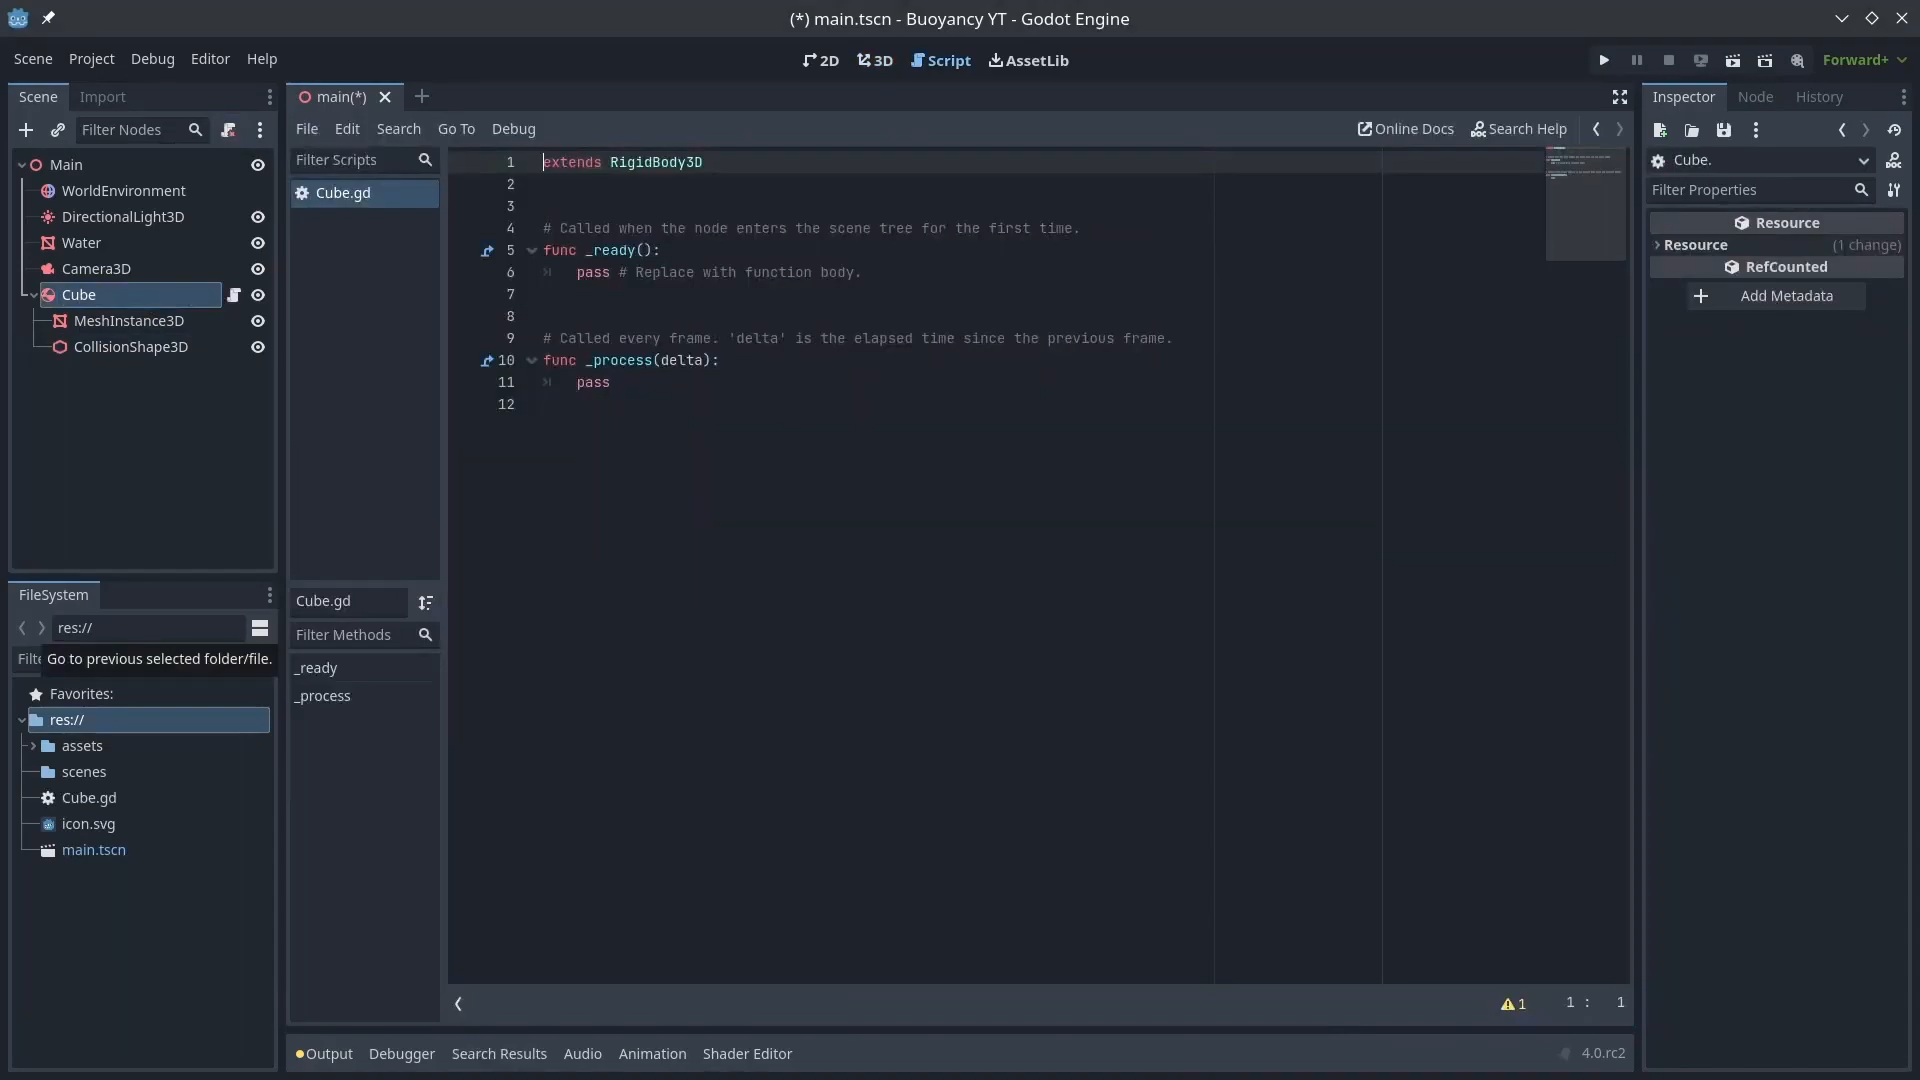 (*) main.tscn - Buoyancy YT - Godot Engine
Scene Project Debug Editor Help
2D 3D Script AssetLib
Forward+
Scene Import
Filter Nodes
Main
WorldEnvironment
DirectionalLight3D
Water
Camera3D
Cube
MeshInstance3D
CollisionShape3D
FileSystem
res://
Filte
Go to previous selected folder/file.
Favorites:
res://
assets
scenes
Cube.gd
icon.svg
main.tscn
main(*)
File Edit Search Go To Debug
Online Docs Search Help
Filter Scripts
Cube.gd
Cube.gd
Filter Methods
_ready
_process
1 extends RigidBody3D
2
3
4 # Called when the node enters the scene tree for the first time.
5 func _ready():
6 pass # Replace with function body.
7
8
9 # Called every frame. 'delta' is the elapsed time since the previous frame.
10 func _process(delta):
11 pass
12
1 1 : 1
Output Debugger Search Results Audio Animation Shader Editor
4.0.rc2
Inspector Node History
Cube.
Filter Properties
Resource
Resource (1 change)
RefCounted
Add Metadata